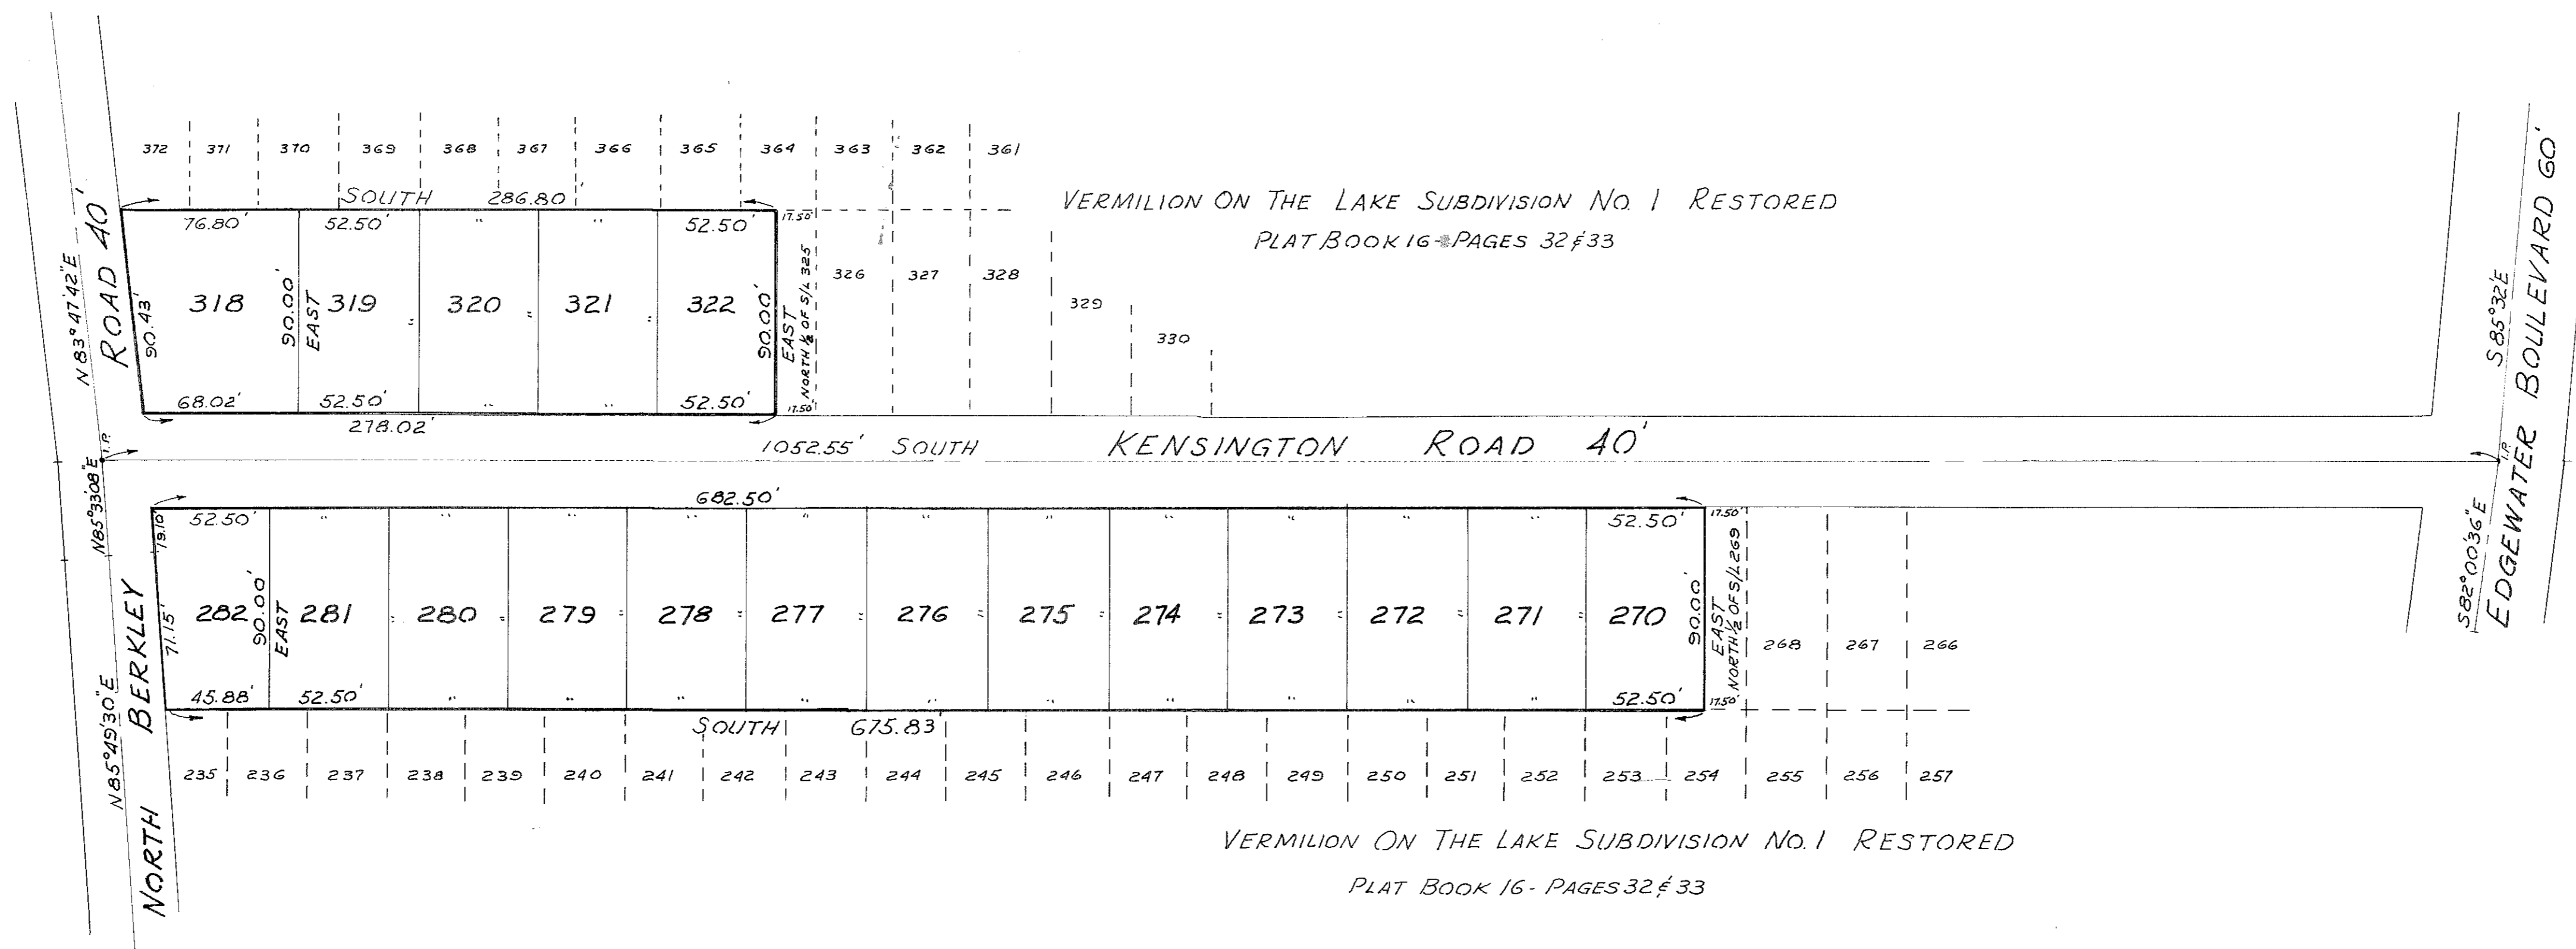 372 371 370 369 368 367 366 365 364 363 362 361
SOUTH 286.80'
VERMILION ON THE LAKE SUBDIVISION NO. 1 RESTORED
PLAT BOOK 16 - PAGES 32 & 33
76.80' 52.50' " " 52.50' 17.50'
N 83° 47' 42" E
ROAD 40'
90.43'
318
90.00'
EAST
319 " 320 " 321 " 322
90.00'
EAST
NORTH ½ OF S/L 325
326 327 328
329
330
68.02' 52.50' " " 52.50' 17.50'
278.02'
S 85° 32' E
EDGEWATER BOULEVARD 60'
I.P.
1052.55' SOUTH KENSINGTON ROAD 40'
I.P.
N85°33'08"E
682.50'
52.50' " " " " " " " " " " " 52.50' 17.50'
19.10'
71.15'
282
90.00'
EAST
281 " 280 " 279 " 278 " 277 " 276 " 275 " 274 " 273 " 272 " 271 " 270
90.00'
EAST
NORTH ½ OF S/L 269
268 267 266
S 82° 00' 36" E
45.88' 52.50' " " " " " " " " " " 52.50' 17.50'
SOUTH 675.83'
N85°49'30"E
NORTH BERKLEY
235 236 237 238 239 240 241 242 243 244 245 246 247 248 249 250 251 252 253 254 255 256 257
VERMILION ON THE LAKE SUBDIVISION NO. 1 RESTORED
PLAT BOOK 16 - PAGES 32 & 33